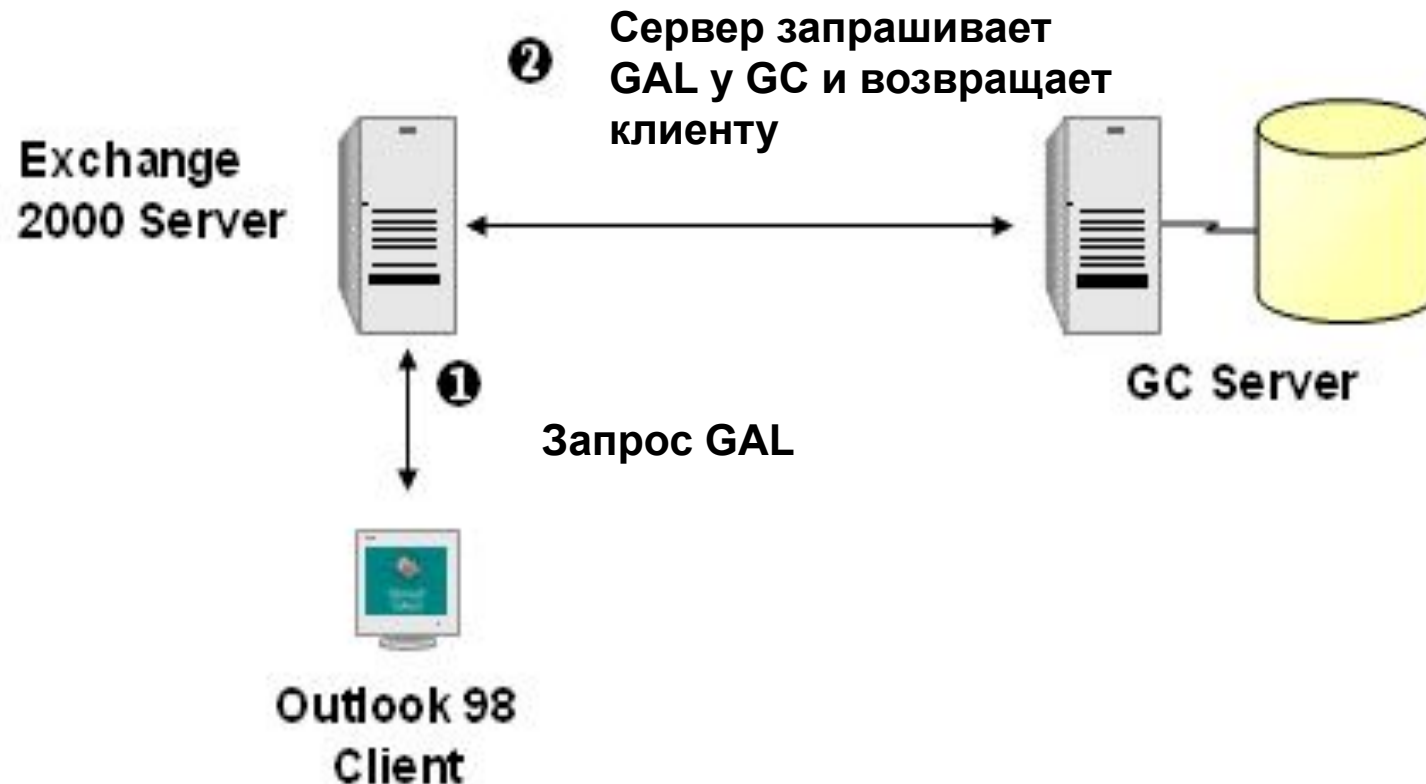 ❷
Сервер запрашивает
GAL у GC и возвращает
клиенту
Exchange
2000 Server
GC Server
❶
Запрос GAL
Outlook 98
Client